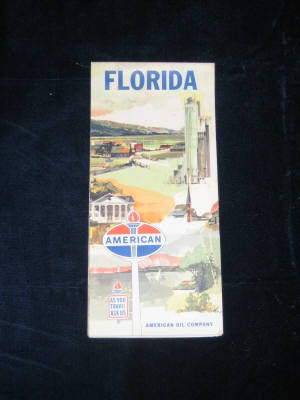 FLORIDA
AMERICAN
AS YOU
TRAVEL
ASK US
AMERICAN OIL COMPANY